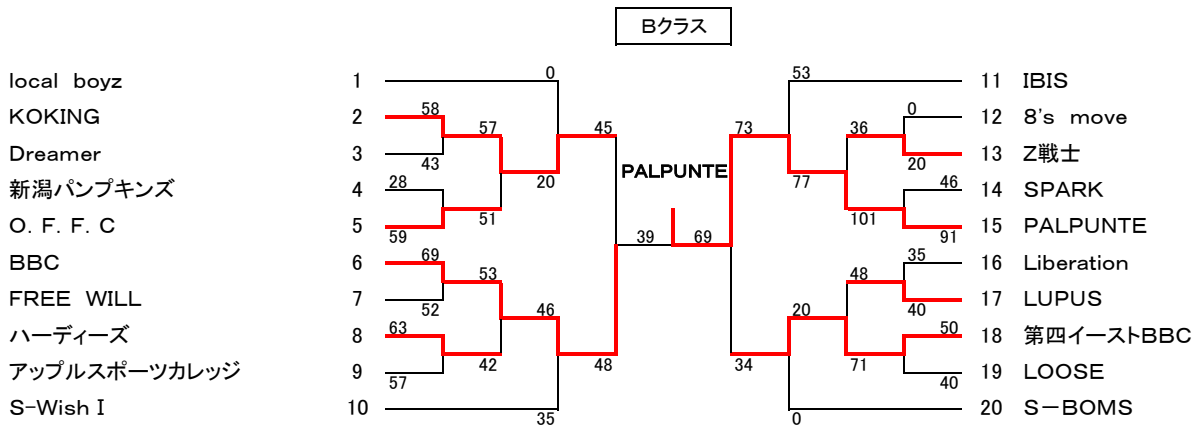 Bクラス
local boyz 1 0 53 11 IBIS
KOKING 2 58 57 45 73 36 0 12 8's move
Dreamer 3 43 20 PALPUNTE 77 20 13 Z戦士
新潟パンプキンズ 4 28 51 101 46 14 SPARK
O. F. F. C 5 59 39 69 91 15 PALPUNTE
BBC 6 69 53 48 35 16 Liberation
FREE WILL 7 52 46 20 40 17 LUPUS
ハーディーズ 8 63 42 48 34 71 50 18 第四イーストBBC
アップルスポーツカレッジ 9 57 40 19 LOOSE
S-Wish I 10 35 0 20 S－BOMS